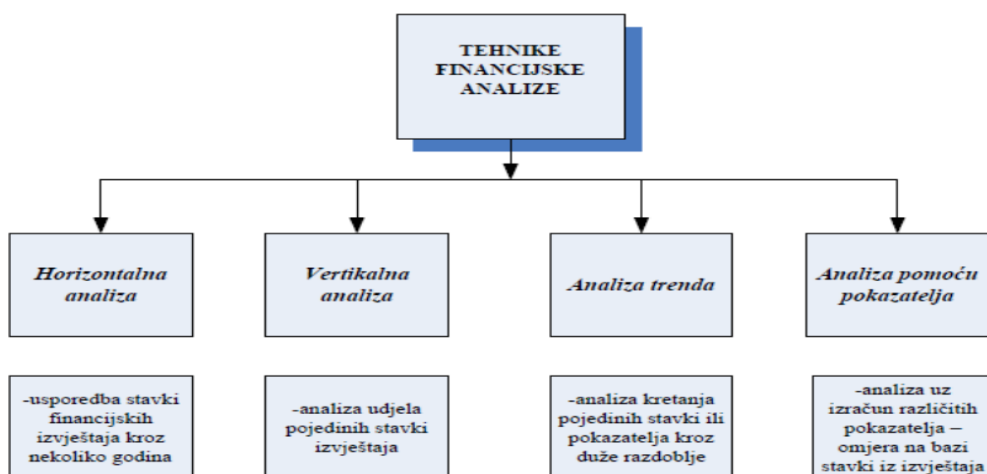 TEHNIKE
FINANCIJSKE
ANALIZE
Horizontalna
analiza
Vertikalna
analiza
Analiza trenda
Analiza pomoću
pokazatelja
-usporedba stavki
financijskih
izvještaja kroz
nekoliko godina
-analiza udjela
pojedinih stavki
izvještaja
-analiza kretanja
pojedinih stavki ili
pokazatelja kroz
duže razdoblje
-analiza uz
izračun različitih
pokazatelja –
omjera na bazi
stavki iz izvještaja